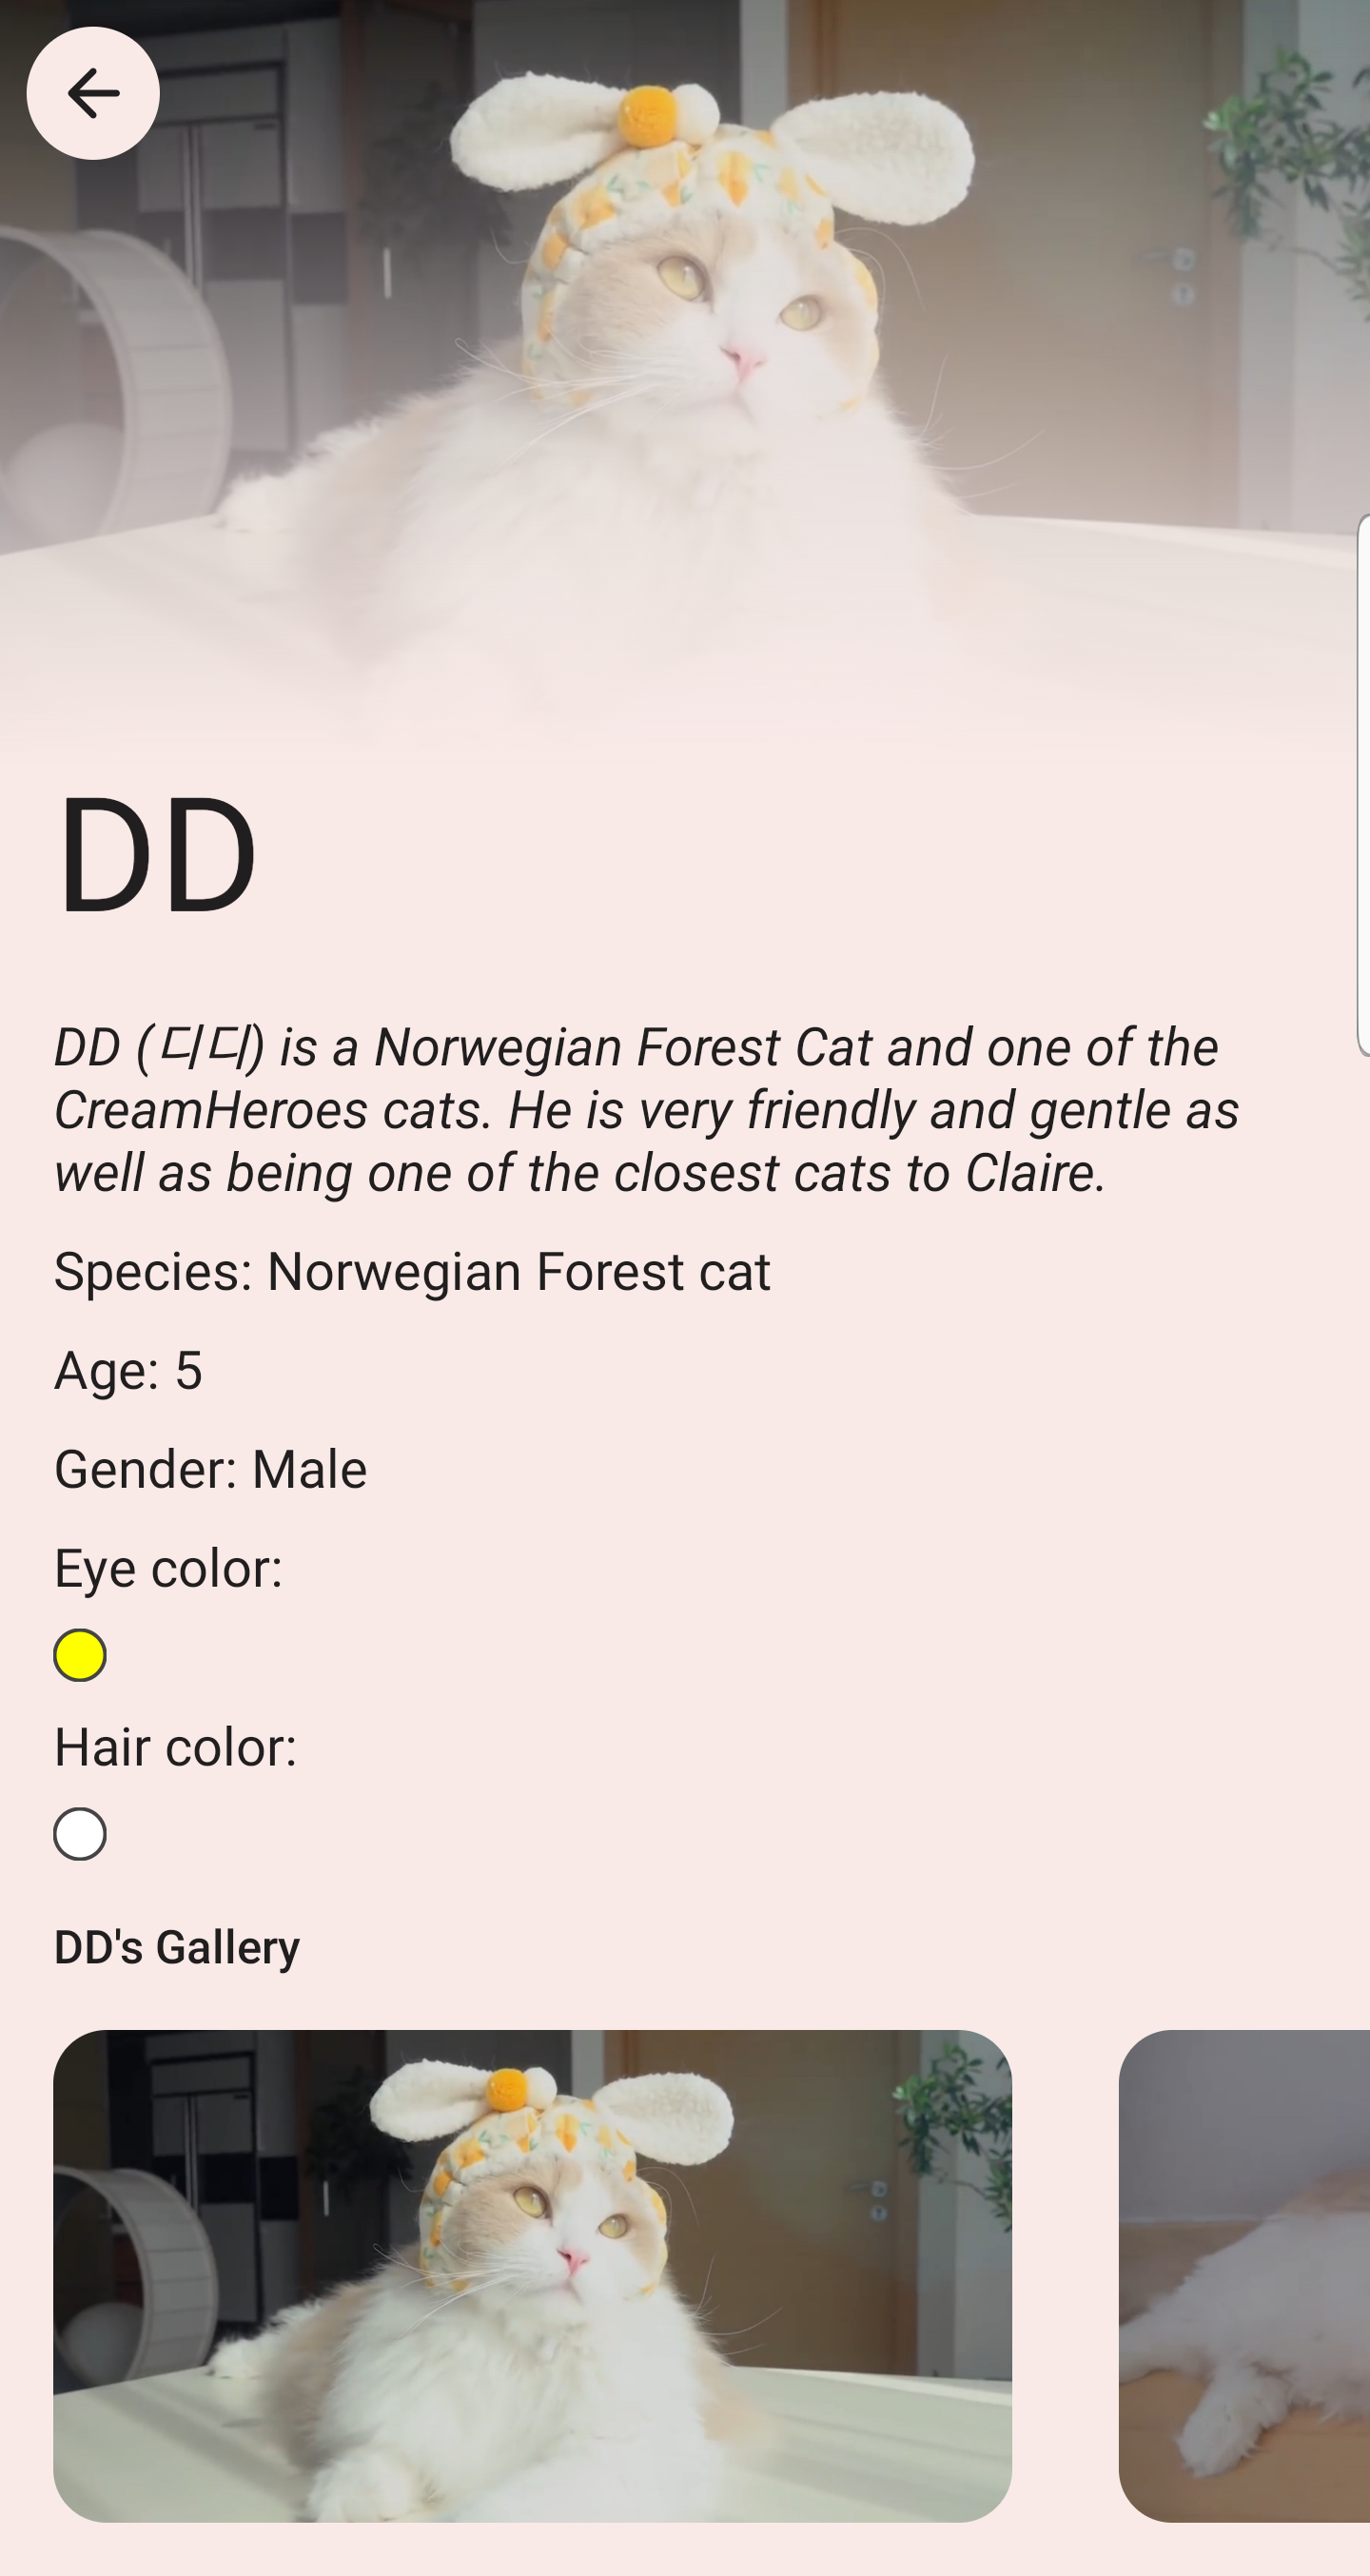 DD
DD (디디) is a Norwegian Forest Cat and one of the
CreamHeroes cats. He is very friendly and gentle as
well as being one of the closest cats to Claire.
Species: Norwegian Forest cat
Age: 5
Gender: Male
Eye color:
Hair color:
DD's Gallery